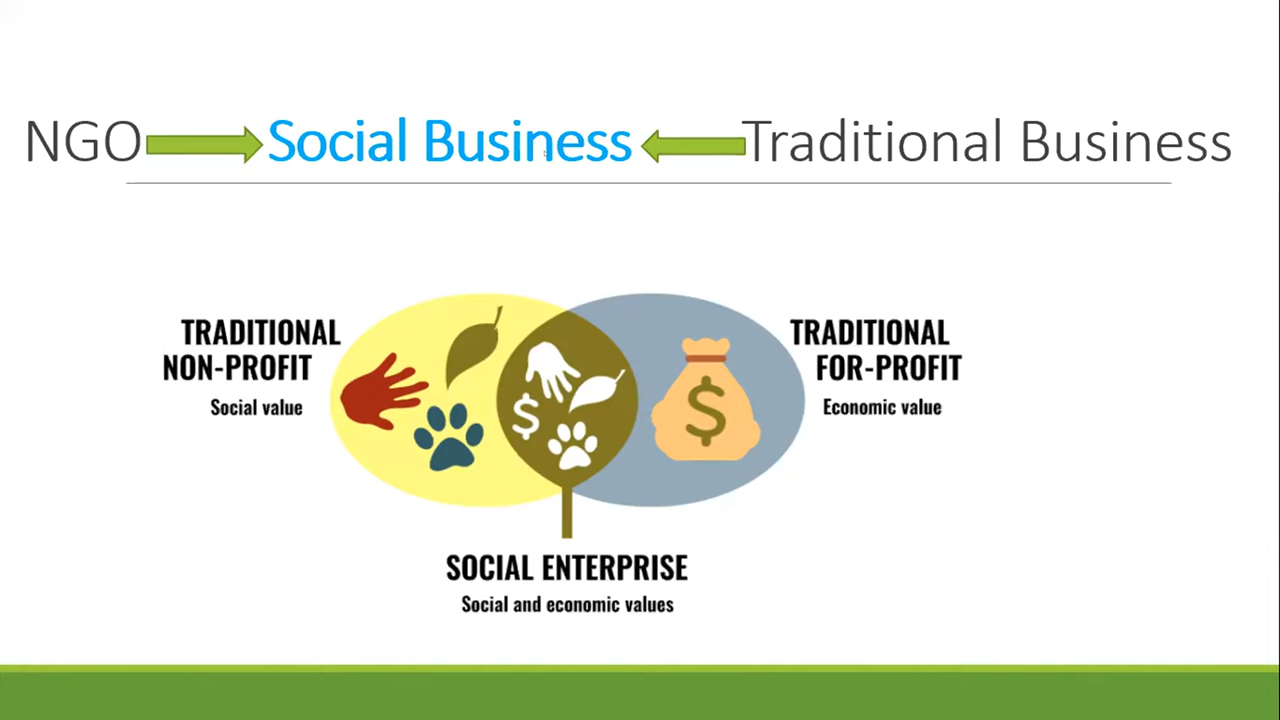 NGO Social Business Traditional Business
TRADITIONAL
NON-PROFIT
Social value
$
$
TRADITIONAL
FOR-PROFIT
Economic value
SOCIAL ENTERPRISE
Social and economic values